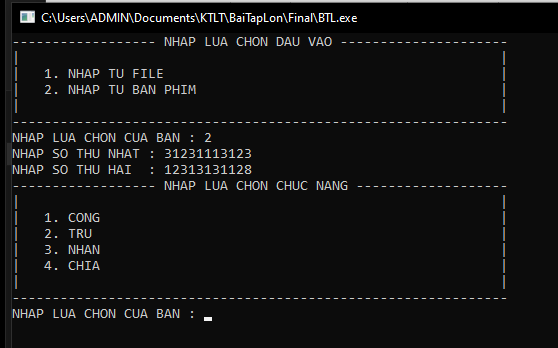 C:\Users\ADMIN\Documents\KTLT\BaiTapLon\Final\BTL.exe
------------------ NHAP LUA CHON DAU VAO ---------------------
|                                                            |
|   1. NHAP TU FILE                                          |
|   2. NHAP TU BAN PHIM                                      |
|                                                            |
--------------------------------------------------------------
NHAP LUA CHON CUA BAN : 2
NHAP SO THU NHAT : 31231113123
NHAP SO THU HAI  : 12313131128
------------------ NHAP LUA CHON CHUC NANG -------------------
|                                                            |
|   1. CONG                                                  |
|   2. TRU                                                   |
|   3. NHAN                                                  |
|   4. CHIA                                                  |
|                                                            |
--------------------------------------------------------------
NHAP LUA CHON CUA BAN : _